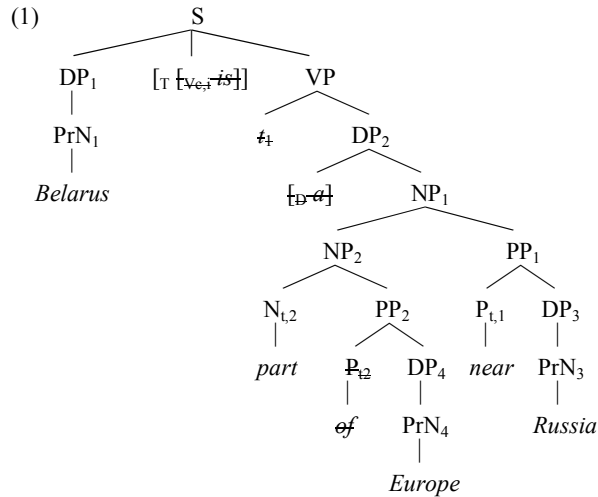 (1) S
DP1 [T [Vc,i is]] VP
PrN1 t1 DP2
Belarus [D a] NP1
NP2 PP1
Nt,2 PP2 Pt,1 DP3
part Pt2 DP4 near PrN3
of PrN4 Russia
Europe